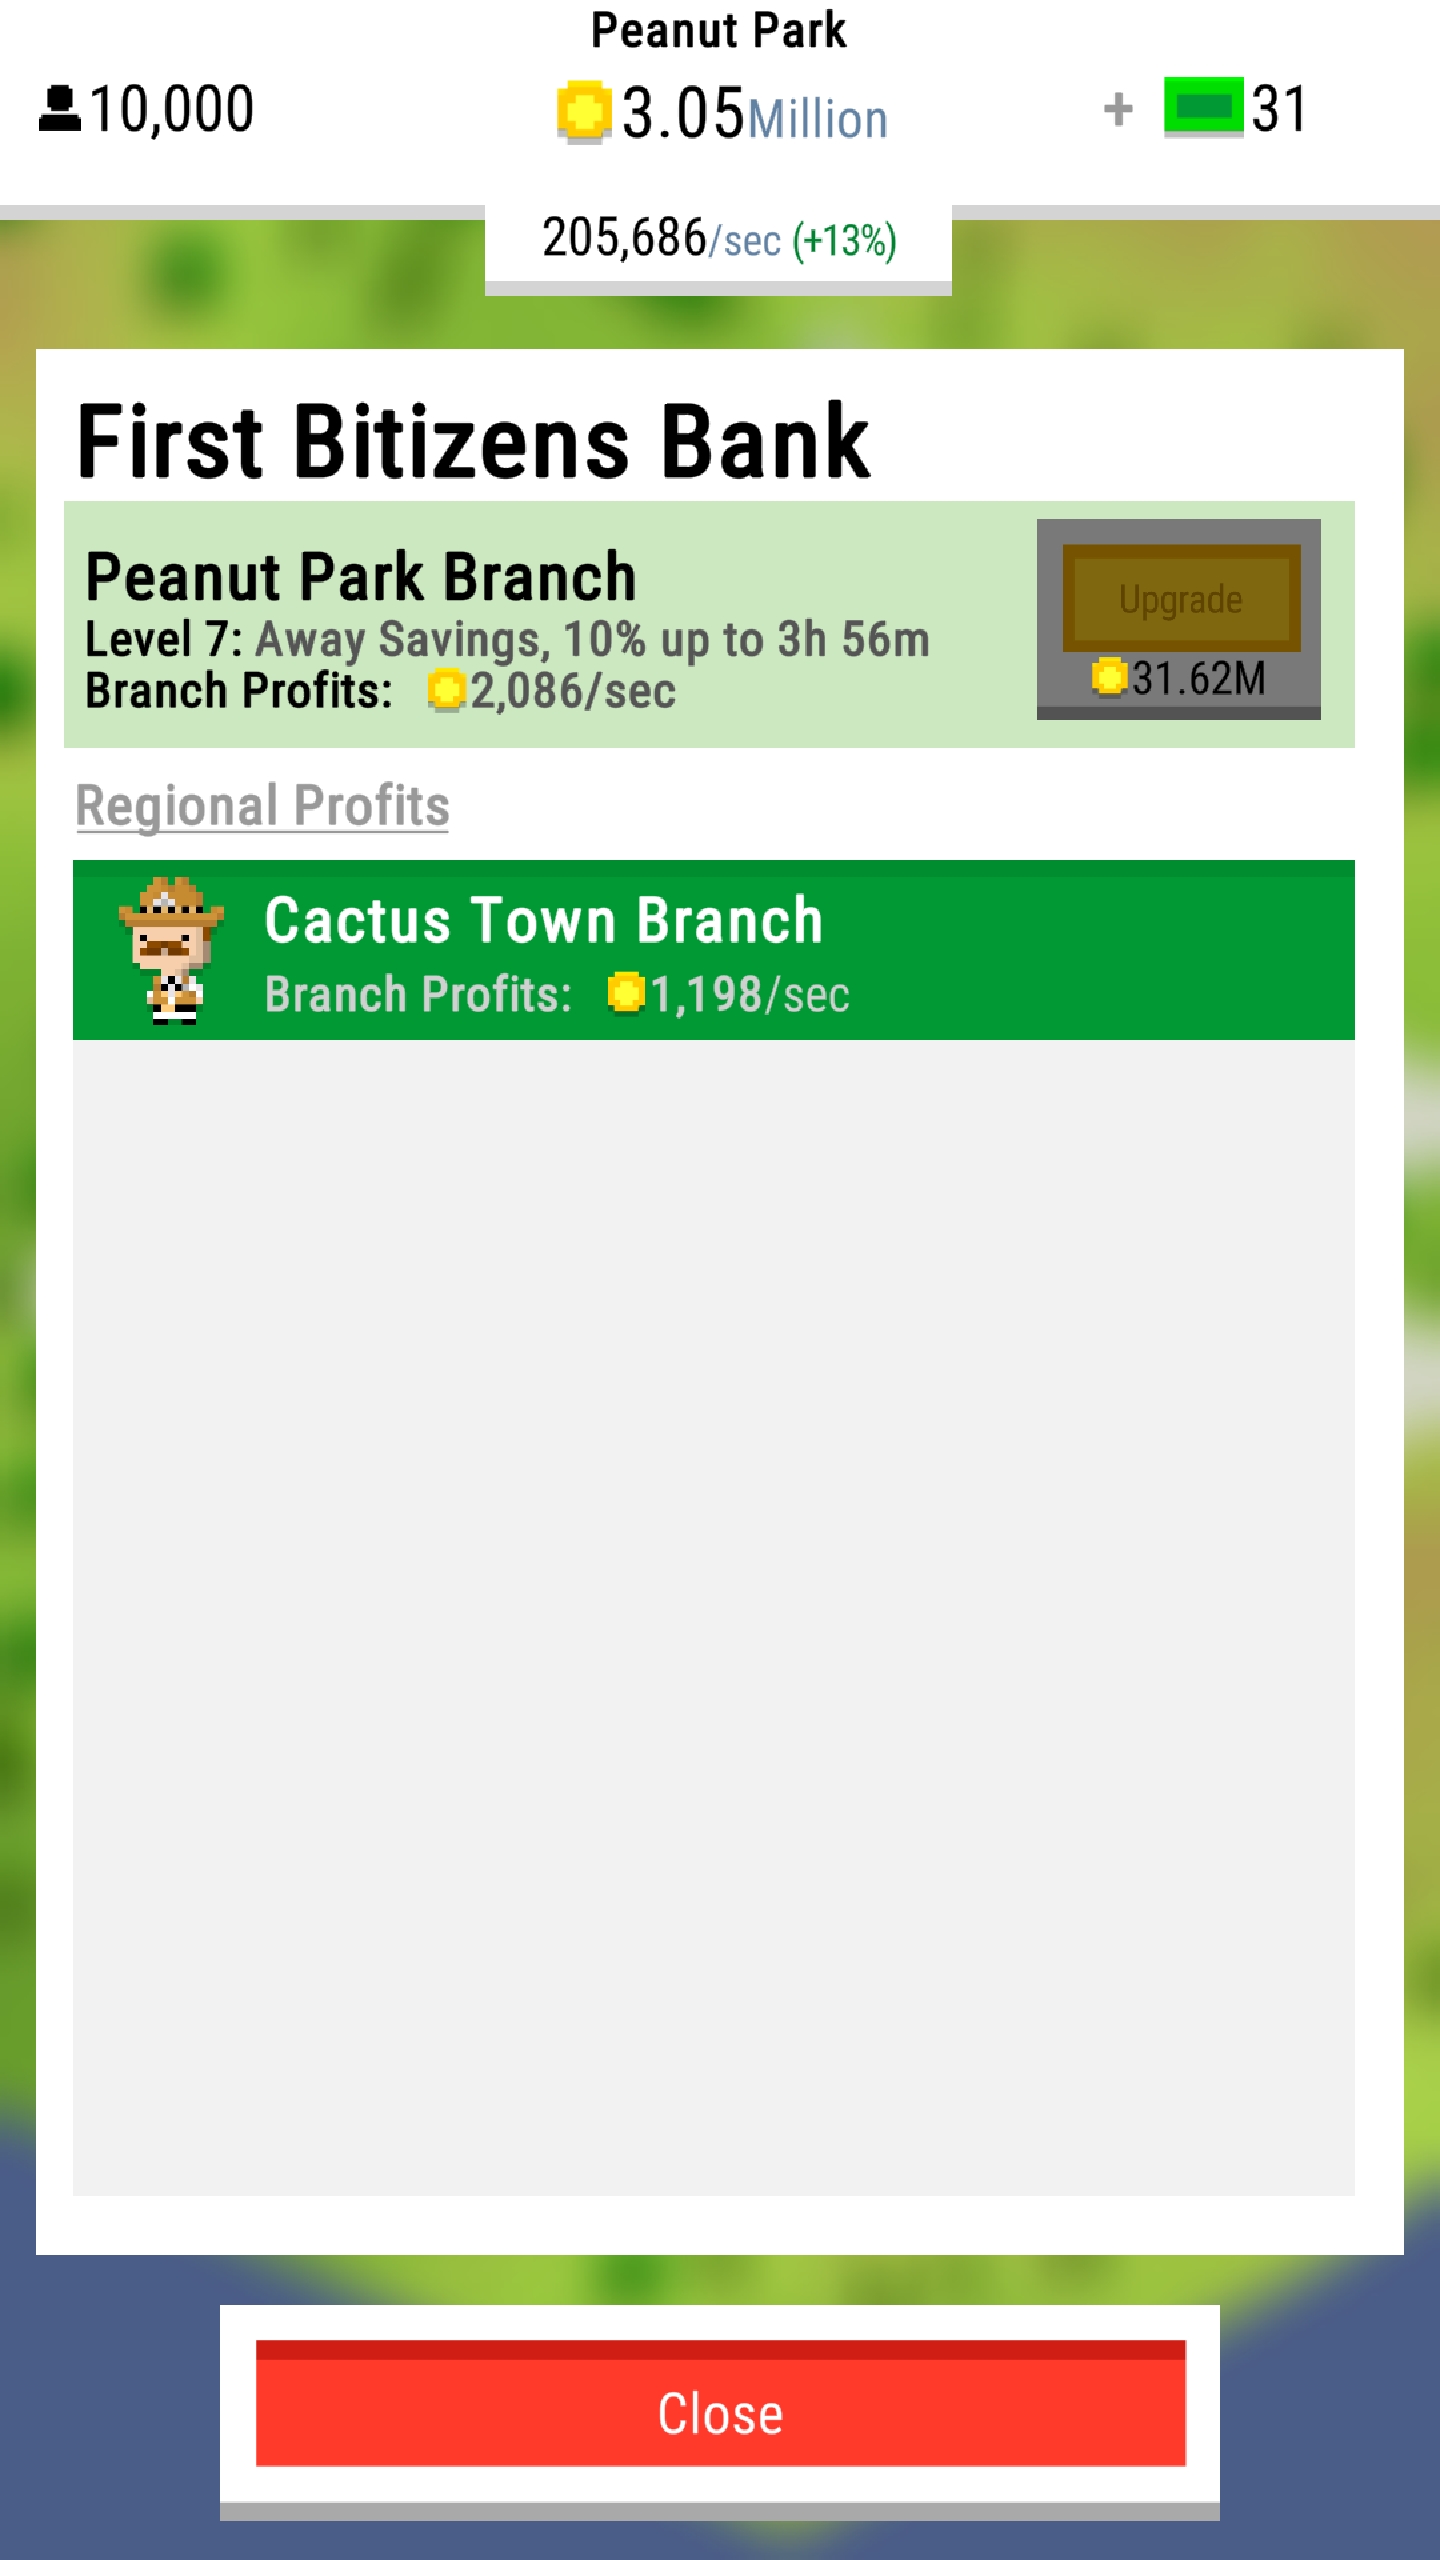 Peanut Park
10,000
3.05Million
+ 31
205,686/sec (+13%)
First Bitizens Bank
Peanut Park Branch
Level 7: Away Savings, 10% up to 3h 56m
Branch Profits: 2,086/sec
Upgrade
31.62M
Regional Profits
Cactus Town Branch
Branch Profits: 1,198/sec
Close